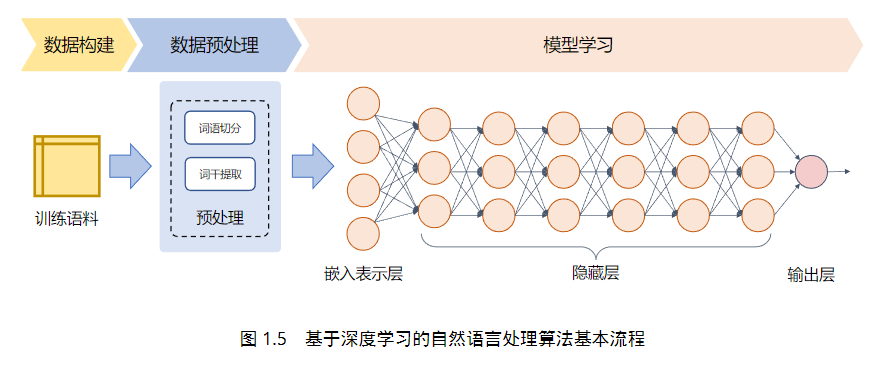 数据构建
数据预处理
模型学习
词语切分
词干提取
预处理
训练语料
嵌入表示层
隐藏层
输出层
图 1.5 基于深度学习的自然语言处理算法基本流程